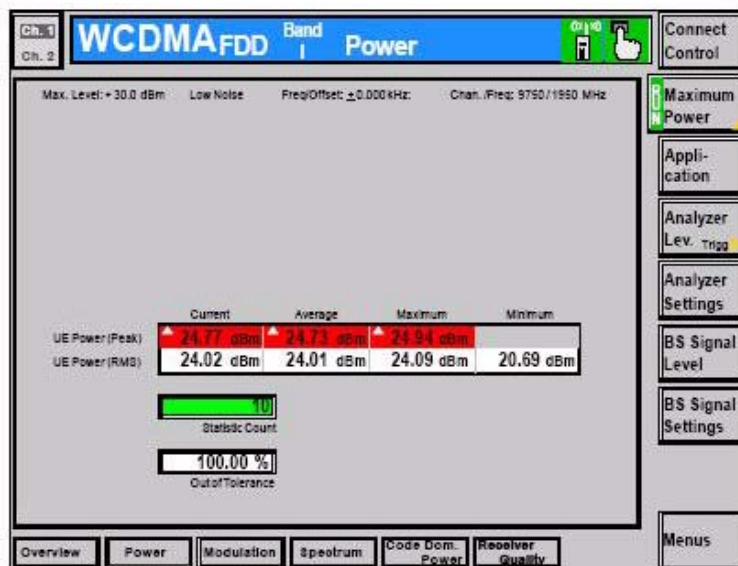 Ch. 1
Ch. 2
WCDMA FDD Band I Power
Connect Control
Max. Level: + 30.0 dBm Low Noise Freq/Offset: ±0.000kHz: Chan./Freq: 9750/1950 MHz
RUN
Maximum Power
Appli-
cation
Analyzer
Lev. Trigg
Analyzer
Settings
Current Average Maximum Minimum
UE Power (Peak) 24.77 dBm 24.73 dBm 24.94 dBm
UE Power (RMS) 24.02 dBm 24.01 dBm 24.09 dBm 20.69 dBm
BS Signal
Level
10
Statistic Count
BS Signal
Settings
100.00 %
Out of Tolerance
Menus
Overview Power Modulation Spectrum Code Dom. Power Receiver Quality